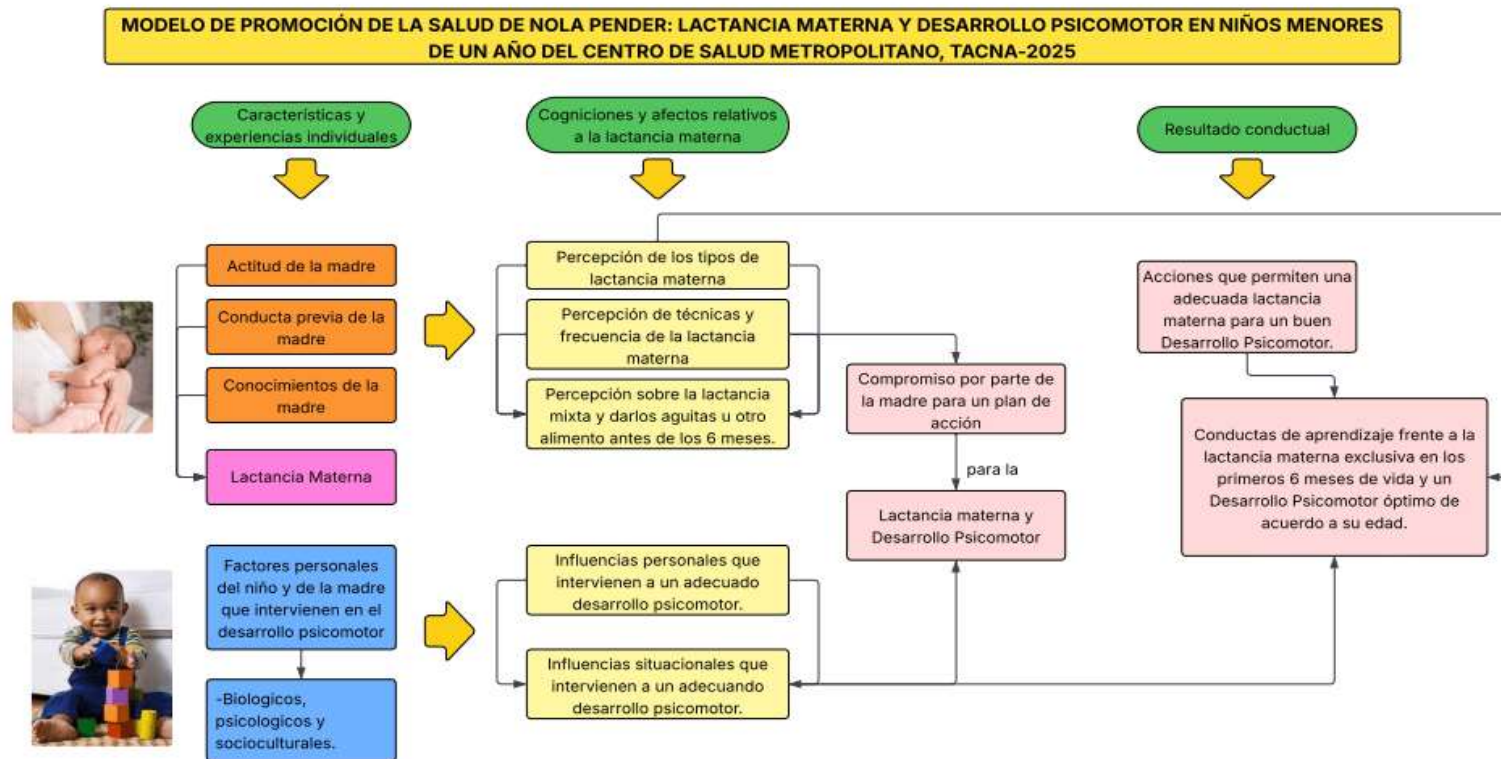 MODELO DE PROMOCIÓN DE LA SALUD DE NOLA PENDER: LACTANCIA MATERNA Y DESARROLLO PSICOMOTOR EN NIÑOS MENORES
DE UN AÑO DEL CENTRO DE SALUD METROPOLITANO, TACNA-2025
Características y
experiencias individuales
Cogniciones y afectos relativos
a la lactancia materna
Resultado conductual
Actitud de la madre
Conducta previa de la
madre
Conocimientos de la
madre
Lactancia Materna
Percepción de los tipos de
lactancia materna
Percepción de técnicas y
frecuencia de la lactancia
materna
Percepción sobre la lactancia
mixta y darlos aguitas u otro
alimento antes de los 6 meses.
Compromiso por parte de
la madre para un plan de
acción
para la
Lactancia materna y
Desarrollo Psicomotor
Acciones que permiten una
adecuada lactancia
materna para un buen
Desarrollo Psicomotor.
Conductas de aprendizaje frente a la
lactancia materna exclusiva en los
primeros 6 meses de vida y un
Desarrollo Psicomotor óptimo de
acuerdo a su edad.
Factores personales
del niño y de la madre
que intervienen en el
desarrollo psicomotor
-Biologicos,
psicologicos y
socioculturales.
Influencias personales que
intervienen a un adecuado
desarrollo psicomotor.
Influencias situacionales que
intervienen a un adecuando
desarrollo psicomotor.